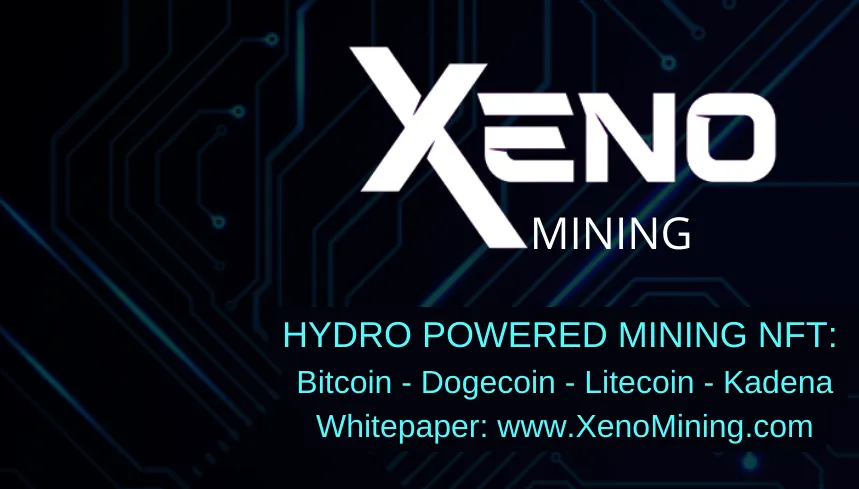 XENO
MINING
HYDRO POWERED MINING NFT:
Bitcoin - Dogecoin - Litecoin - Kadena
Whitepaper: www.XenoMining.com